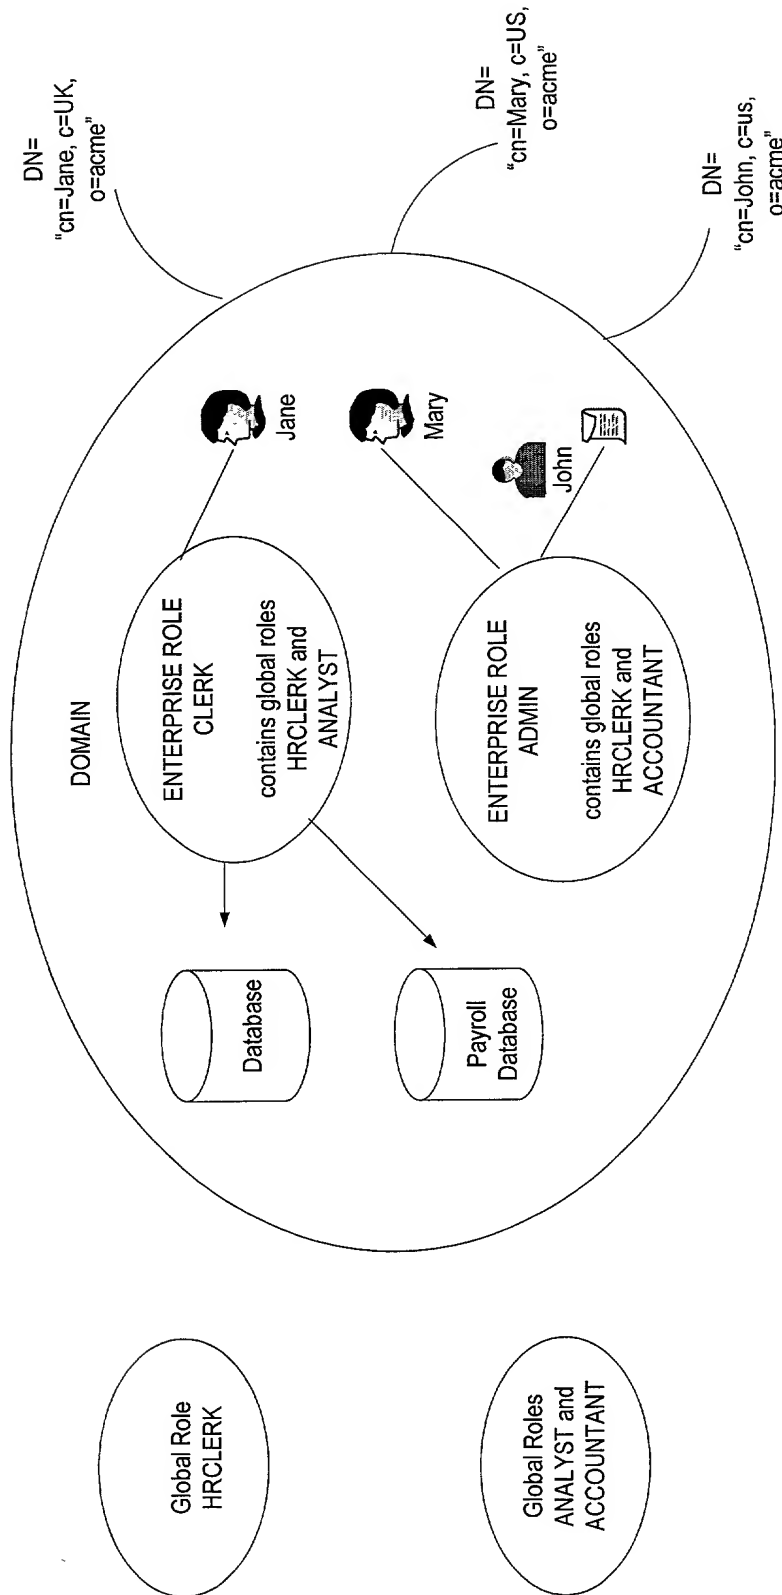 Global Role
HRCLERK
Global Roles
ANALYST and
ACCOUNTANT
DOMAIN
Database
Payroll
Database
ENTERPRISE ROLE
CLERK
contains global roles
HRCLERK and
ANALYST
ENTERPRISE ROLE
ADMIN
contains global roles
HRCLERK and
ACCOUNTANT
Jane
Mary
John
DN=
“cn=Jane, c=UK,
o=acme”
DN=
“cn=Mary, c=US,
o=acme”
DN=
“cn=John, c=us,
o=acme”